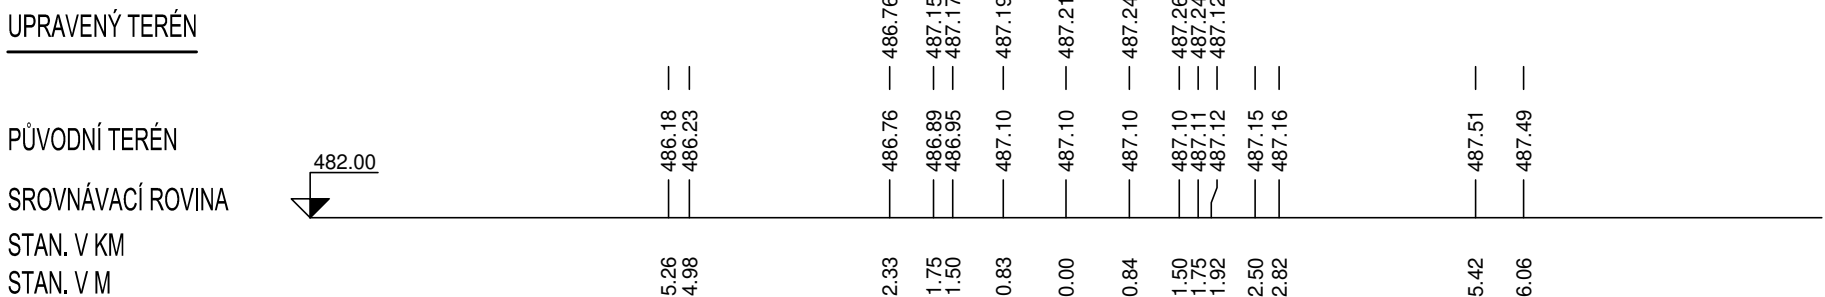 UPRAVENÝ TERÉN
486.76 487.15 487.17 487.19 487.21 487.24 487.26 487.24 487.12
PŮVODNÍ TERÉN
486.18 486.23 486.76 486.89 486.95 487.10 487.10 487.10 487.10 487.11 487.12 487.15 487.16 487.51 487.49
482.00
SROVNÁVACÍ ROVINA
STAN. V KM
STAN. V M
5.26 4.98 2.33 1.75 1.50 0.83 0.00 0.84 1.50 1.75 1.92 2.50 2.82 5.42 6.06